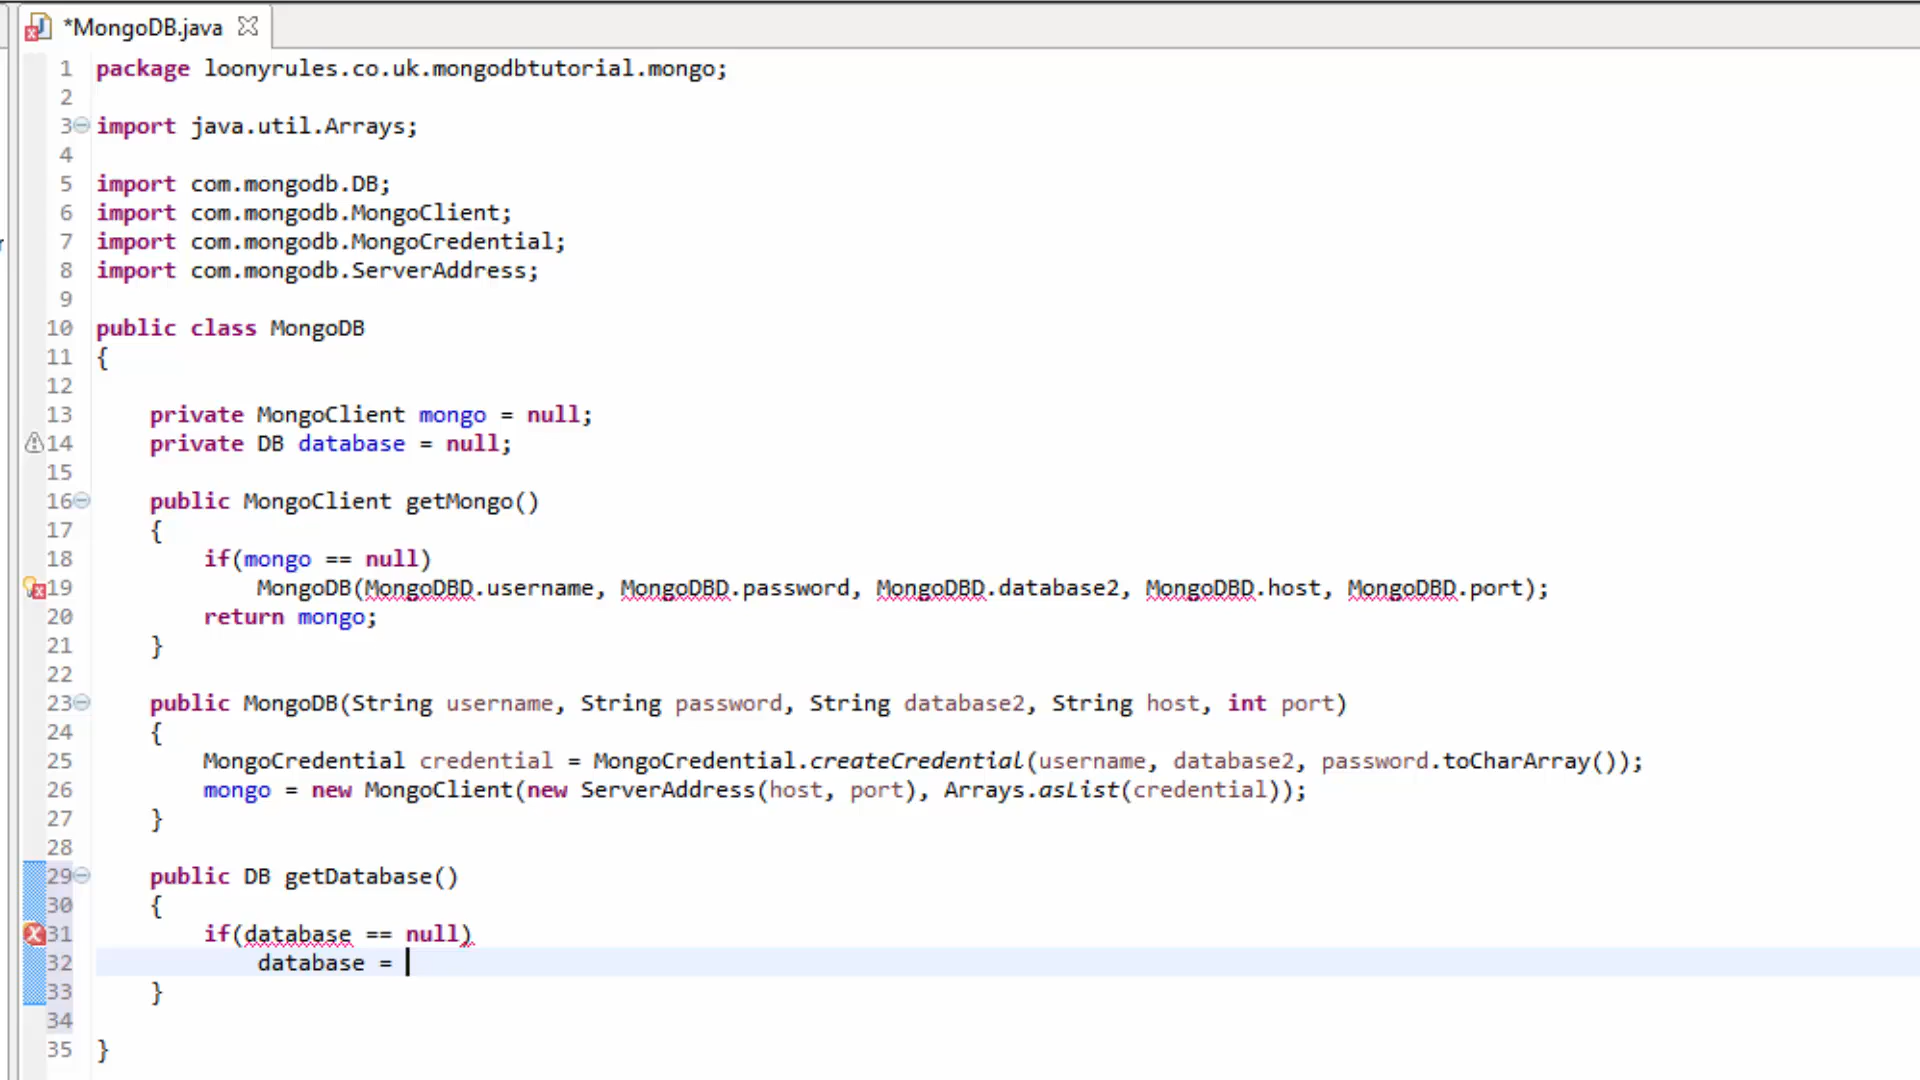 *MongoDB.java
1 package loonyrules.co.uk.mongodbtutorial.mongo;
2
3 import java.util.Arrays;
4
5 import com.mongodb.DB;
6 import com.mongodb.MongoClient;
7 import com.mongodb.MongoCredential;
8 import com.mongodb.ServerAddress;
9
10 public class MongoDB
11 {
12
13 private MongoClient mongo = null;
14 private DB database = null;
15
16 public MongoClient getMongo()
17 {
18 if(mongo == null)
19 MongoDB(MongoDBD.username, MongoDBD.password, MongoDBD.database2, MongoDBD.host, MongoDBD.port);
20 return mongo;
21 }
22
23 public MongoDB(String username, String password, String database2, String host, int port)
24 {
25 MongoCredential credential = MongoCredential.createCredential(username, database2, password.toCharArray());
26 mongo = new MongoClient(new ServerAddress(host, port), Arrays.asList(credential));
27 }
28
29 public DB getDatabase()
30 {
31 if(database == null)
32 database =
33 }
34
35 }